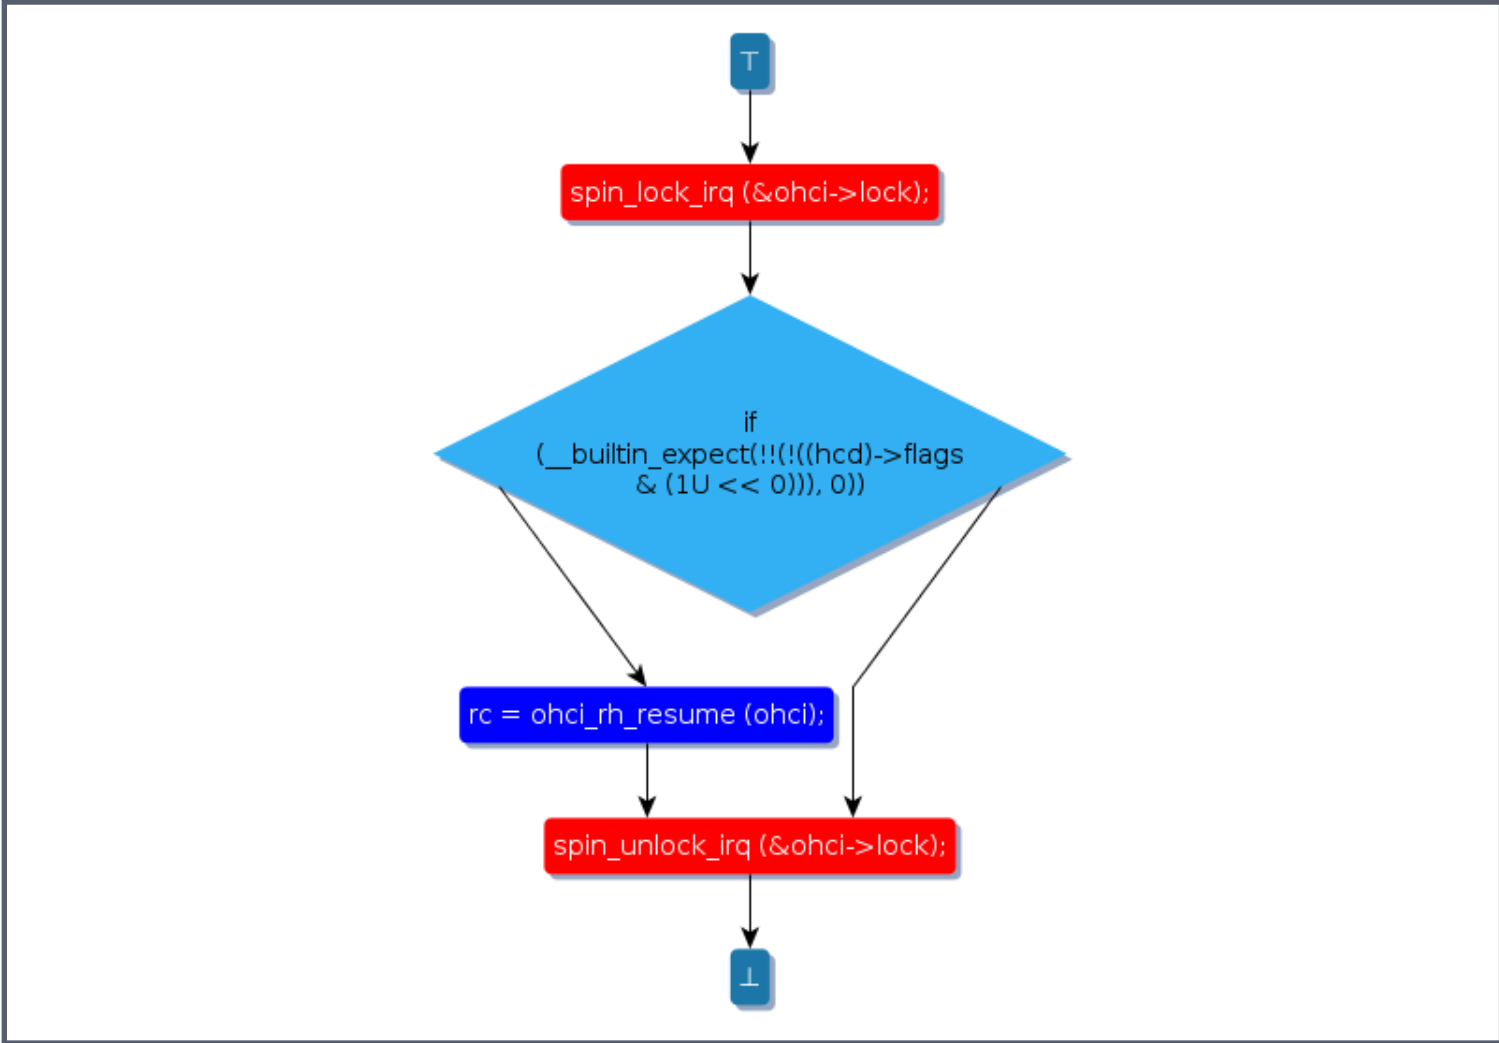 ⊤
spin_lock_irq (&ohci->lock);
if
(__builtin_expect(!!(!((hcd)->flags
& (1U << 0))), 0))
rc = ohci_rh_resume (ohci);
spin_unlock_irq (&ohci->lock);
⊥